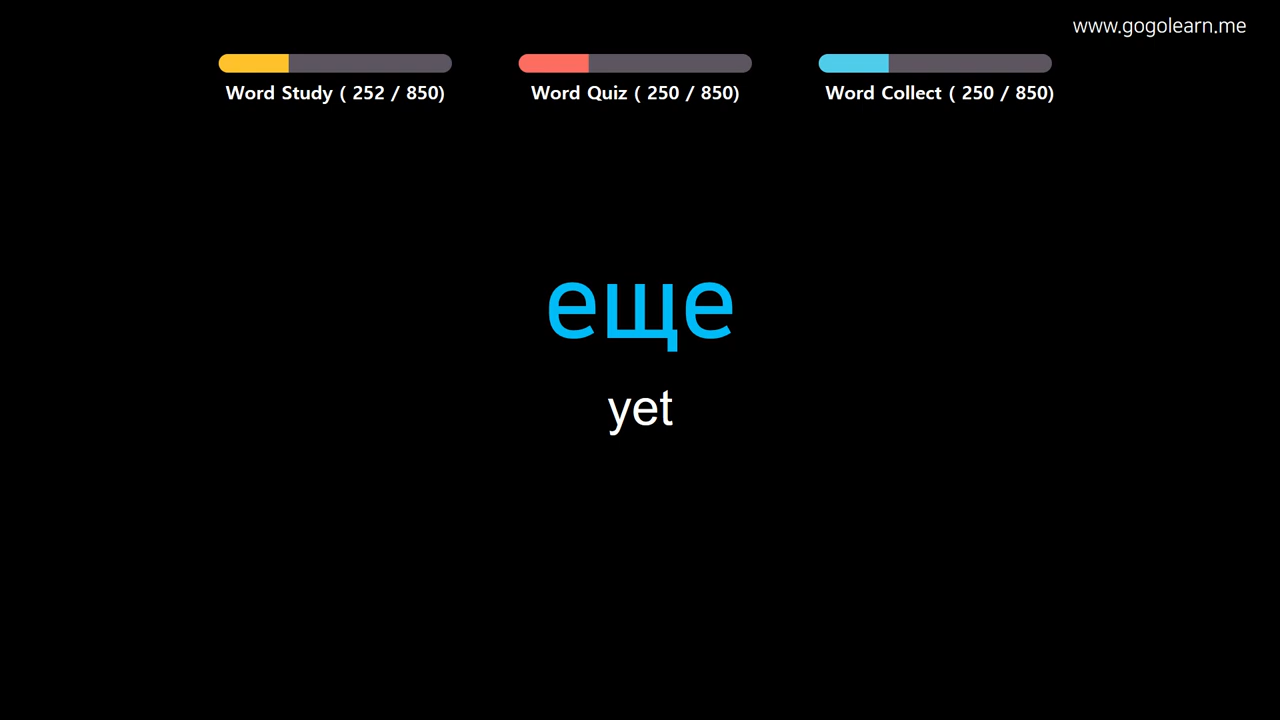 www.gogolearn.me
Word Study ( 252 / 850)
Word Quiz ( 250 / 850)
Word Collect ( 250 / 850)
еще
yet